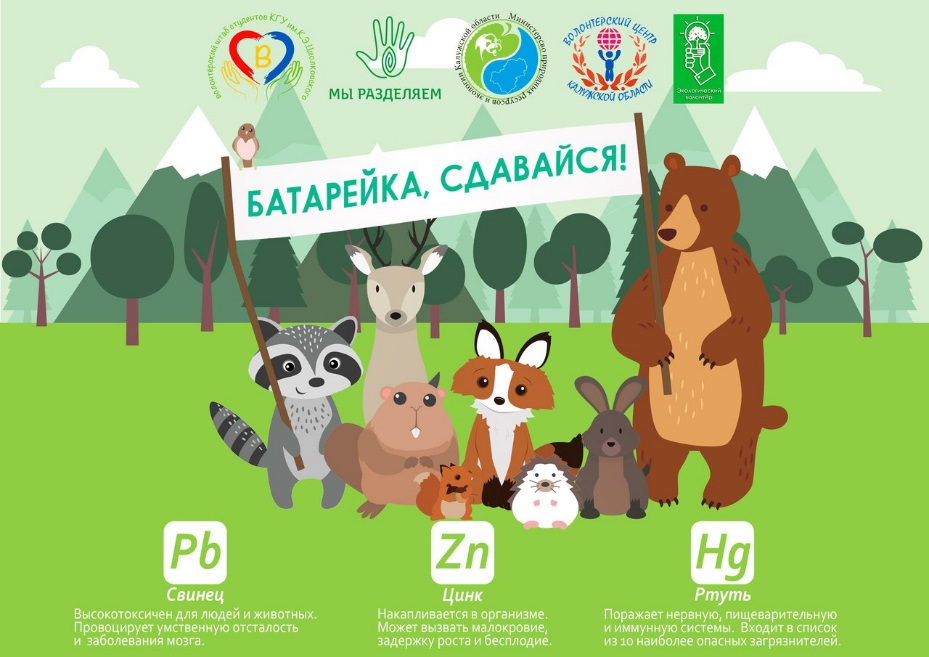 волонтёрский штаб студентов КГУ им.К.Э.Циолковского
В
МЫ РАЗДЕЛЯЕМ
Министерство природных ресурсов и экологии Калужской области
ВОЛОНТЕРСКИЙ ЦЕНТР
КАЛУЖСКОЙ ОБЛАСТИ
Экологический
волонтёр
БАТАРЕЙКА, СДАВАЙСЯ!
Pb
Свинец
Высокотоксичен для людей и животных.
Провоцирует умственную отсталость
и заболевания мозга.
Zn
Цинк
Накапливается в организме.
Может вызвать малокровие,
задержку роста и бесплодие.
Hg
Ртуть
Поражает нервную, пищеварительную
и иммунную системы. Входит в список
из 10 наиболее опасных загрязнителей.